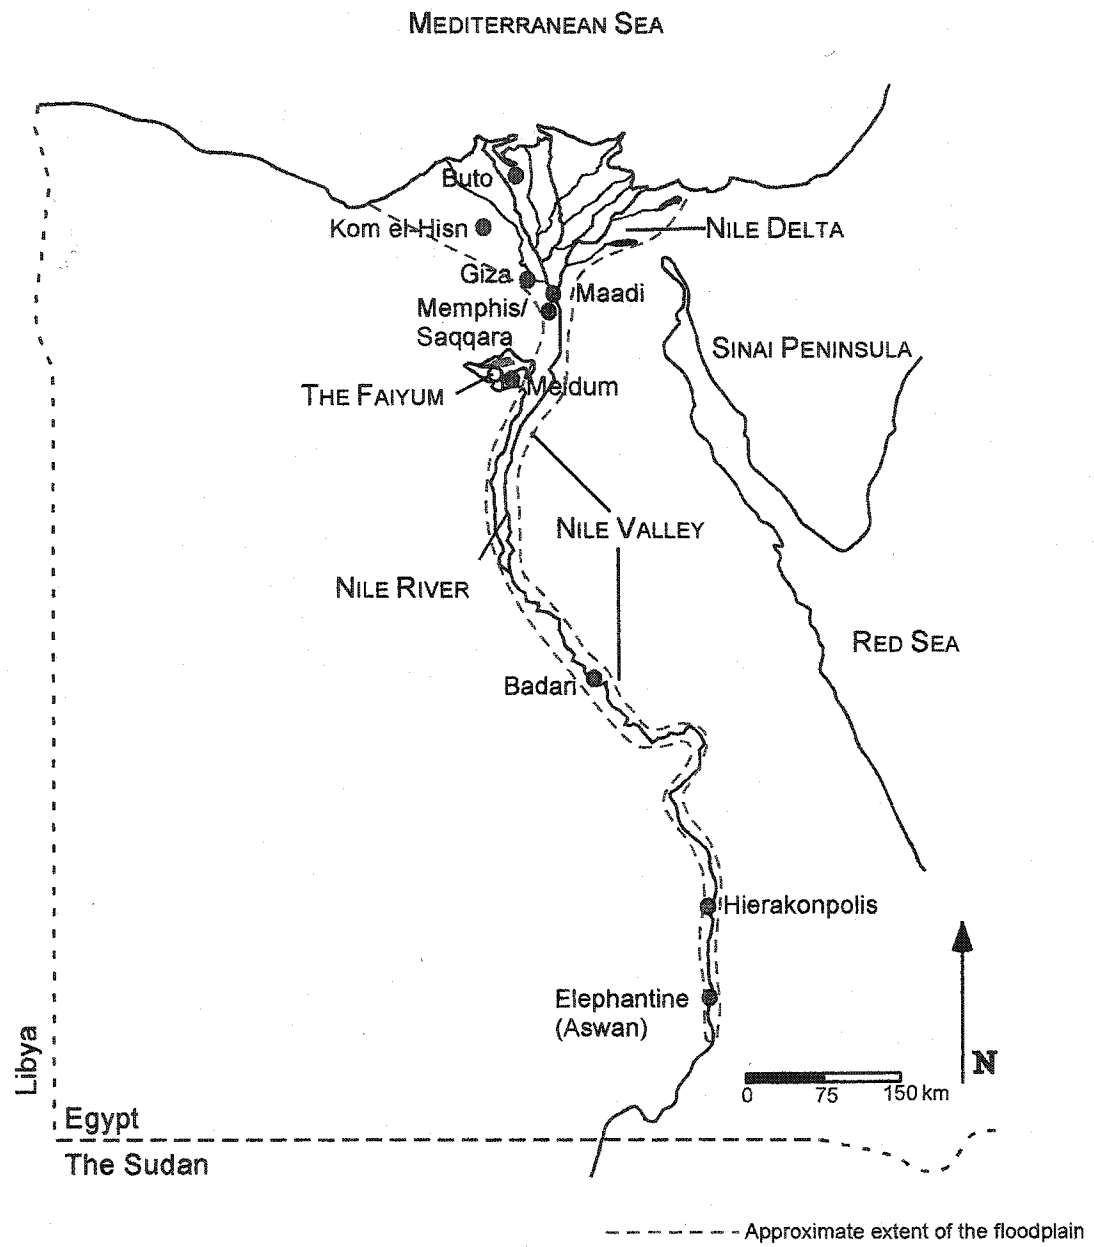 MEDITERRANEAN SEA
Buto
Kom el-Hisn
NILE DELTA
Giza
Maadi
Memphis/
Saqqara
SINAI PENINSULA
THE FAIYUM
Meidum
NILE VALLEY
NILE RIVER
RED SEA
Badari
Hierakonpolis
Elephantine
(Aswan)
N
0 75 150 km
Libya
Egypt
The Sudan
Approximate extent of the floodplain